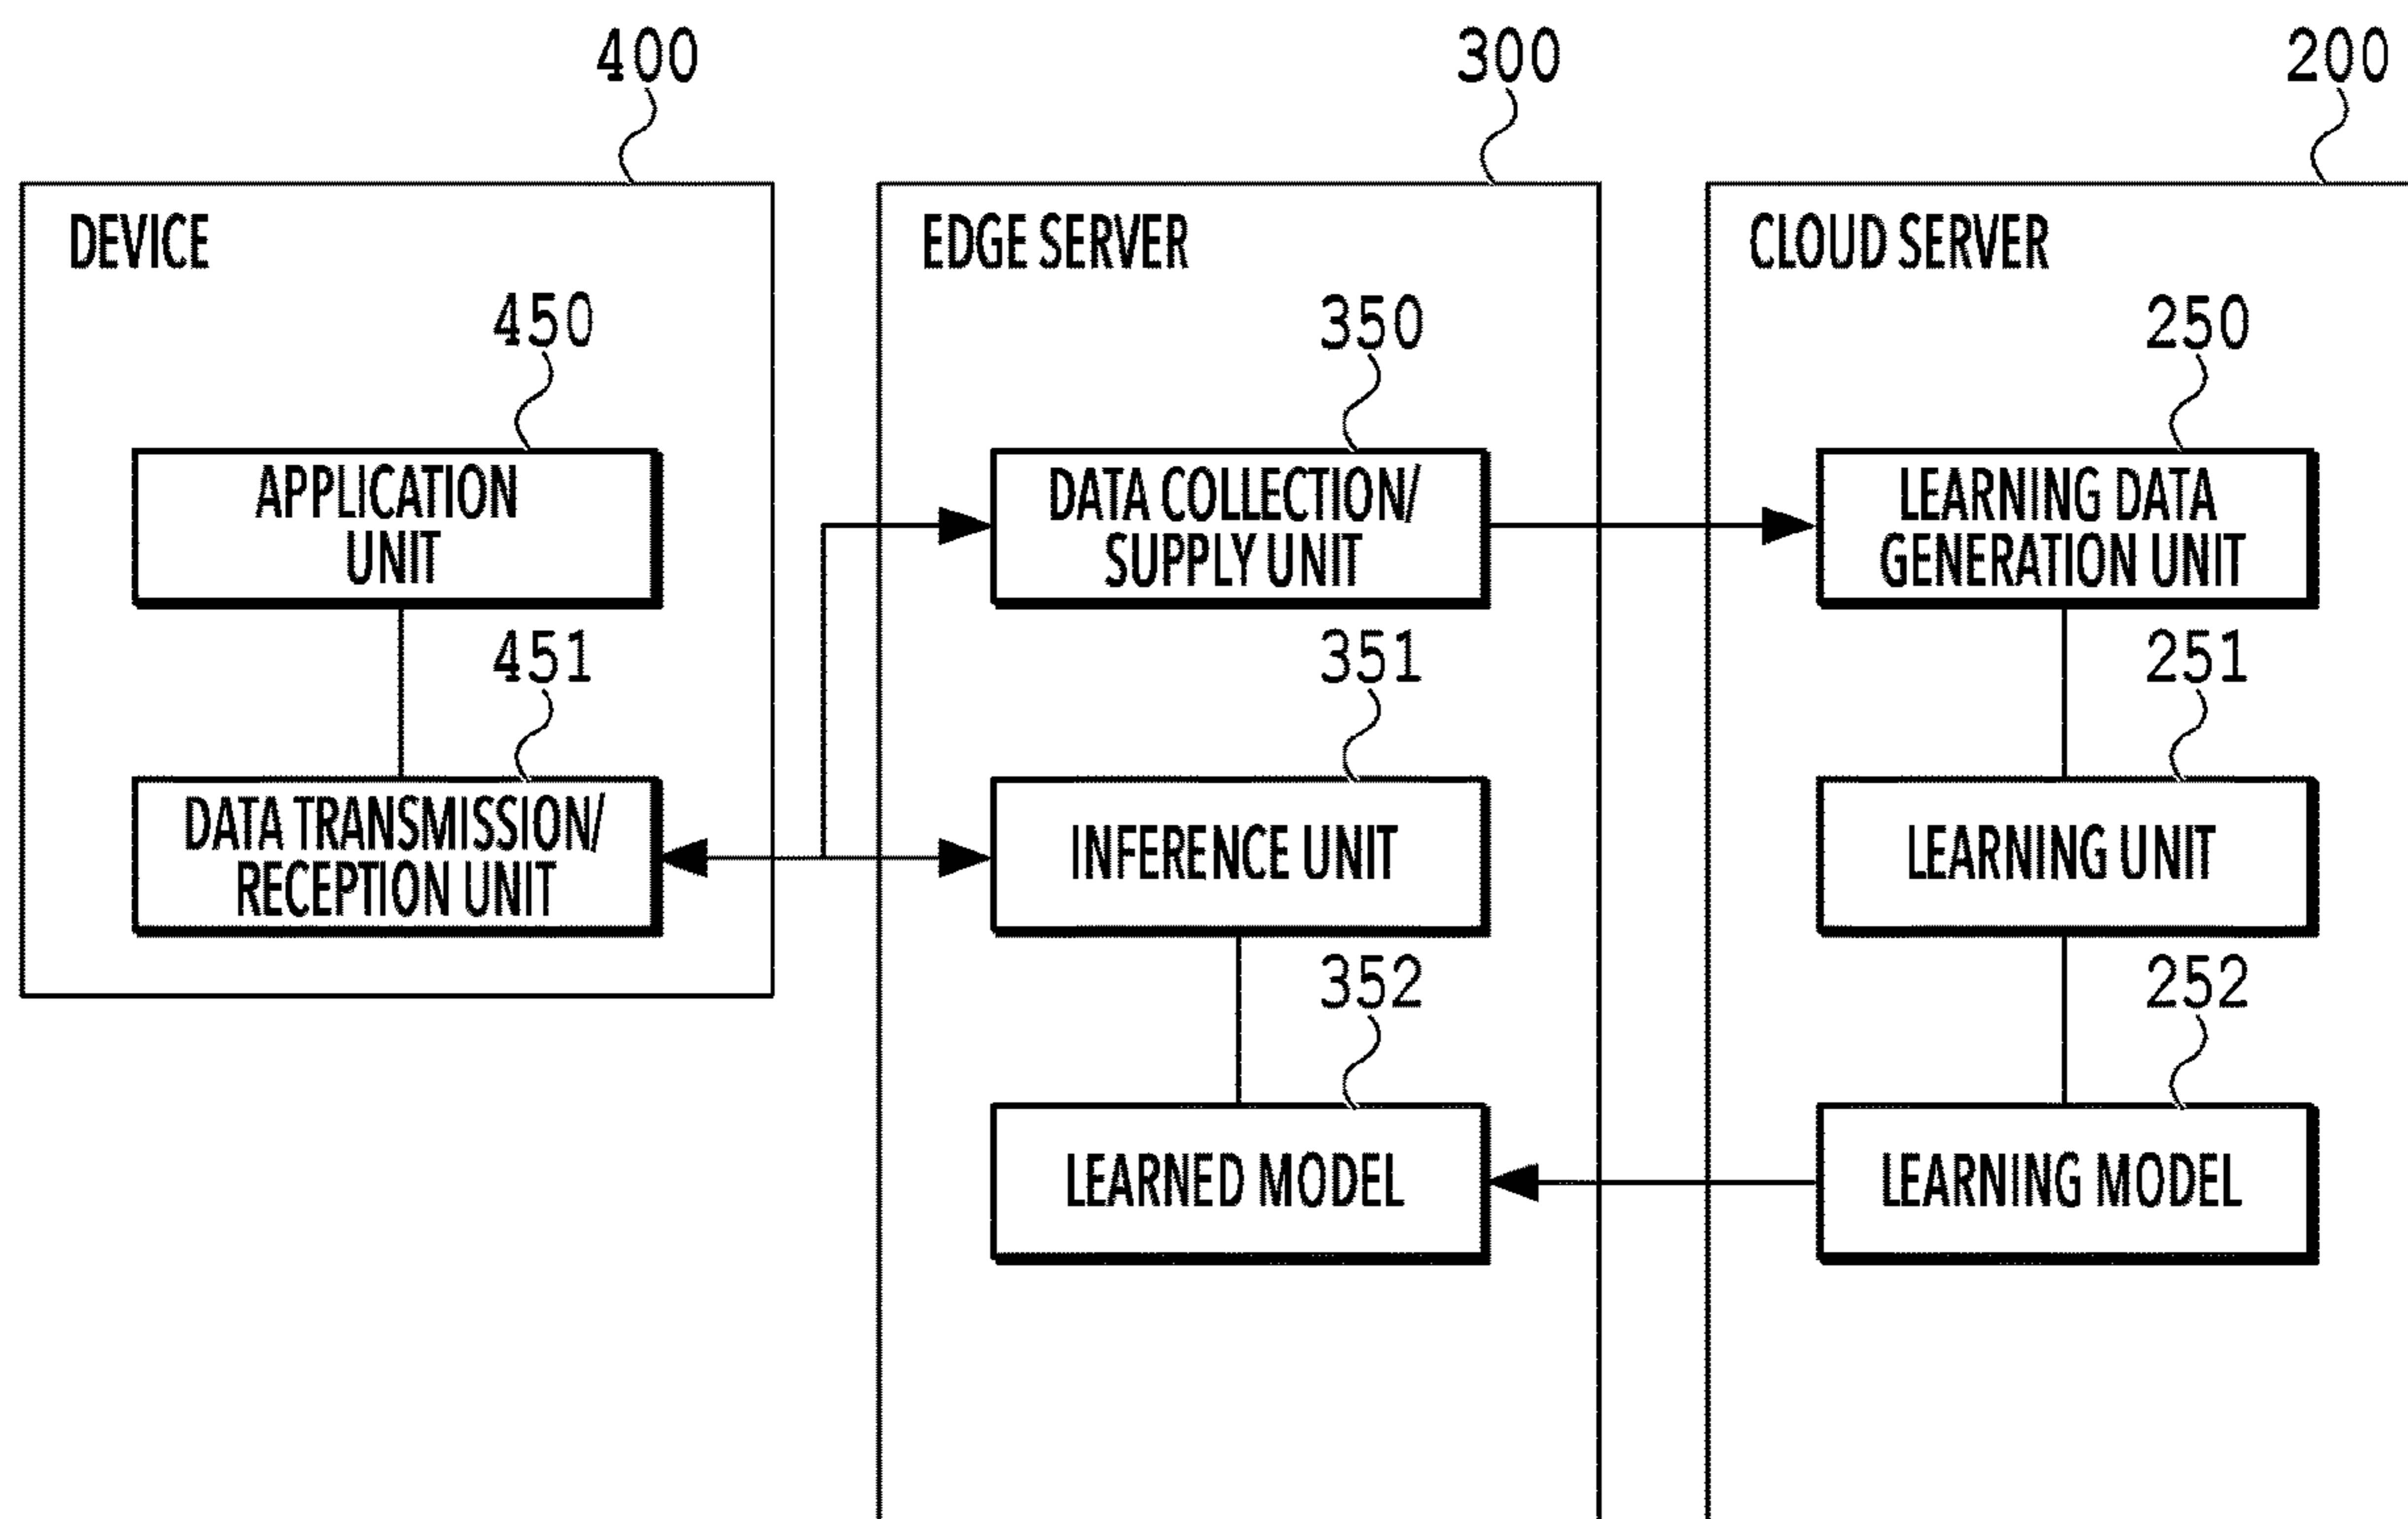 400
300
200
DEVICE
EDGE SERVER
CLOUD SERVER
450
350
250
APPLICATION
UNIT
DATA COLLECTION/
SUPPLY UNIT
LEARNING DATA
GENERATION UNIT
451
351
251
DATA TRANSMISSION/
RECEPTION UNIT
INFERENCE UNIT
LEARNING UNIT
352
252
LEARNED MODEL
LEARNING MODEL